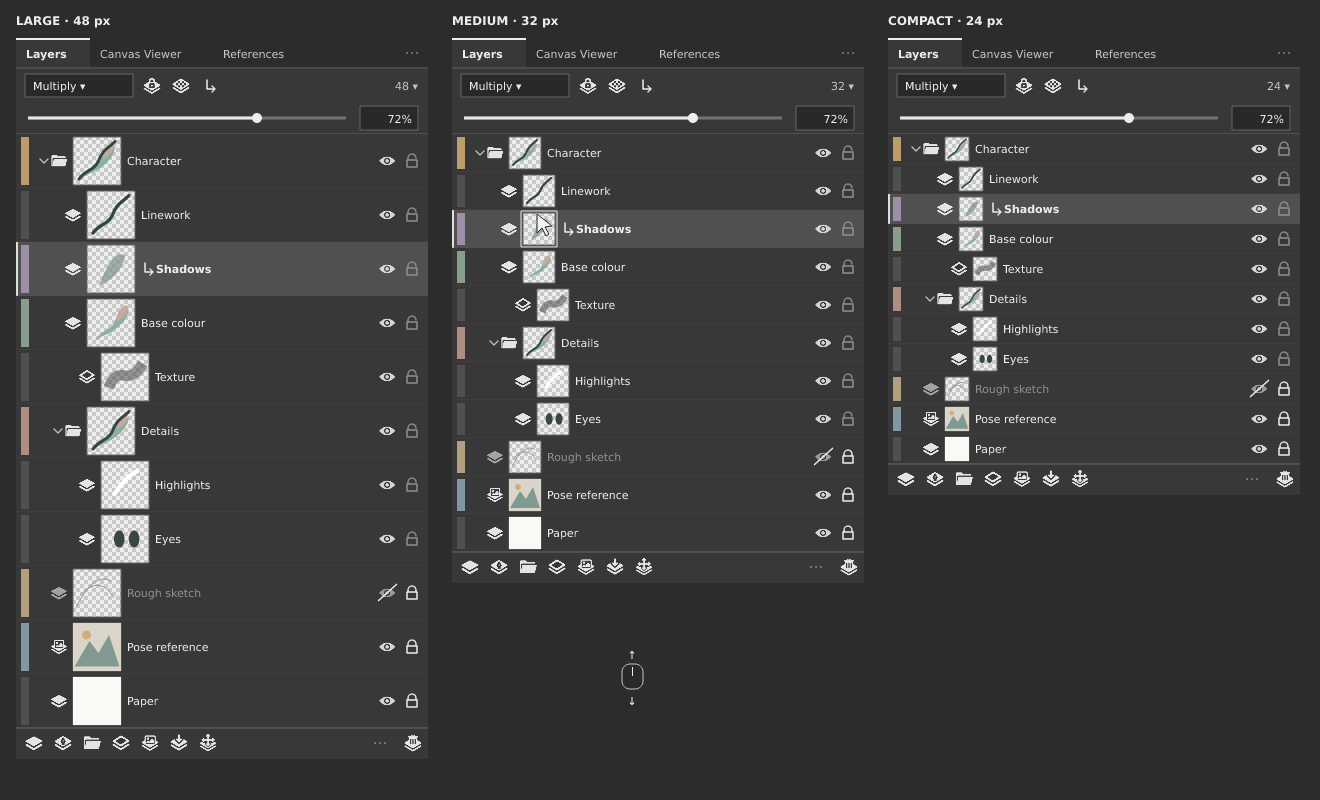 LARGE · 48 px
Layers Canvas Viewer References ···
Multiply ▾ 48 ▾
72%
Character
Linework
Shadows
Base colour
Texture
Details
Highlights
Eyes
Rough sketch
Pose reference
Paper
···
MEDIUM · 32 px
Layers Canvas Viewer References ···
Multiply ▾ 32 ▾
72%
Character
Linework
Shadows
Base colour
Texture
Details
Highlights
Eyes
Rough sketch
Pose reference
Paper
···
↑
↓
COMPACT · 24 px
Layers Canvas Viewer References ···
Multiply ▾ 24 ▾
72%
Character
Linework
Shadows
Base colour
Texture
Details
Highlights
Eyes
Rough sketch
Pose reference
Paper
···